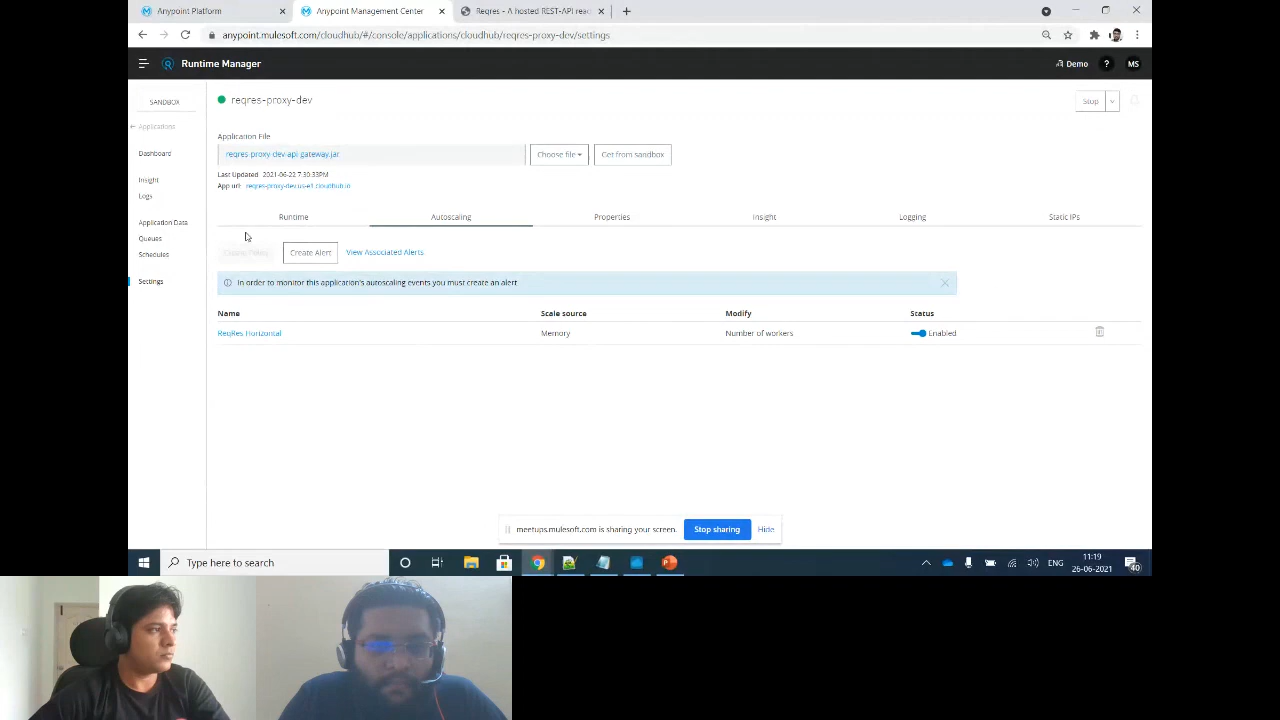 Anypoint Platform
Anypoint Management Center
Reqres - A hosted REST-API rea
anypoint.mulesoft.com/cloudhub/#/console/applications/cloudhub/reqres-proxy-dev/settings
Runtime Manager
Demo
?
MS
SANDBOX
Applications
Dashboard
Insight
Logs
Application Data
Queues
Schedules
Settings
reqres-proxy-dev
Stop
Application File
reqres-proxy-dev-api-gateway.jar
Choose file
Get from sandbox
Last Updated 2021-06-22 7:30:33PM
App url: reqres-proxy-dev.us-e1.cloudhub.io
Runtime
Autoscaling
Properties
Insight
Logging
Static IPs
Create Policy
Create Alert
View Associated Alerts
In order to monitor this application's autoscaling events you must create an alert
Name
Scale source
Modify
Status
ReqRes Horizontal
Memory
Number of workers
Enabled
meetups.mulesoft.com is sharing your screen.
Stop sharing
Hide
Type here to search
ENG
11:19
26-06-2021
40